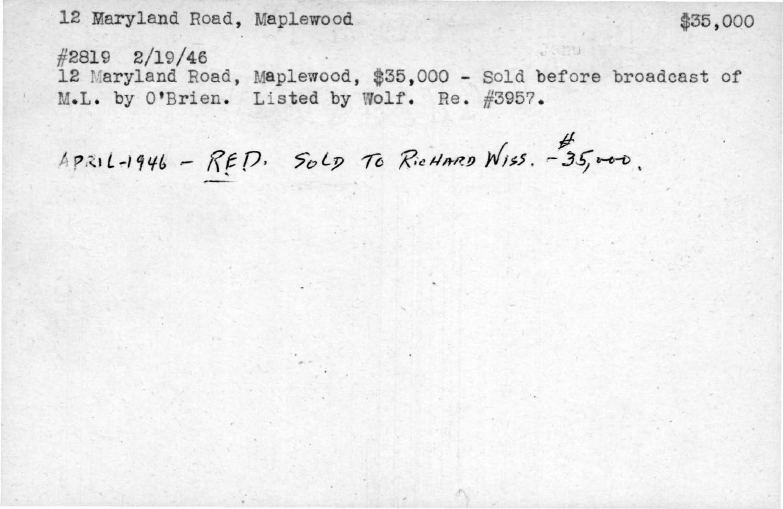 12 Maryland Road, Maplewood $35,000
#2819 2/19/46
12 Maryland Road, Maplewood, $35,000 - Sold before broadcast of
M.L. by O'Brien. Listed by Wolf. Re. #3957.
APRIL-1946 - R.E.D. SOLD TO RICHARD WISS. - $35,000.